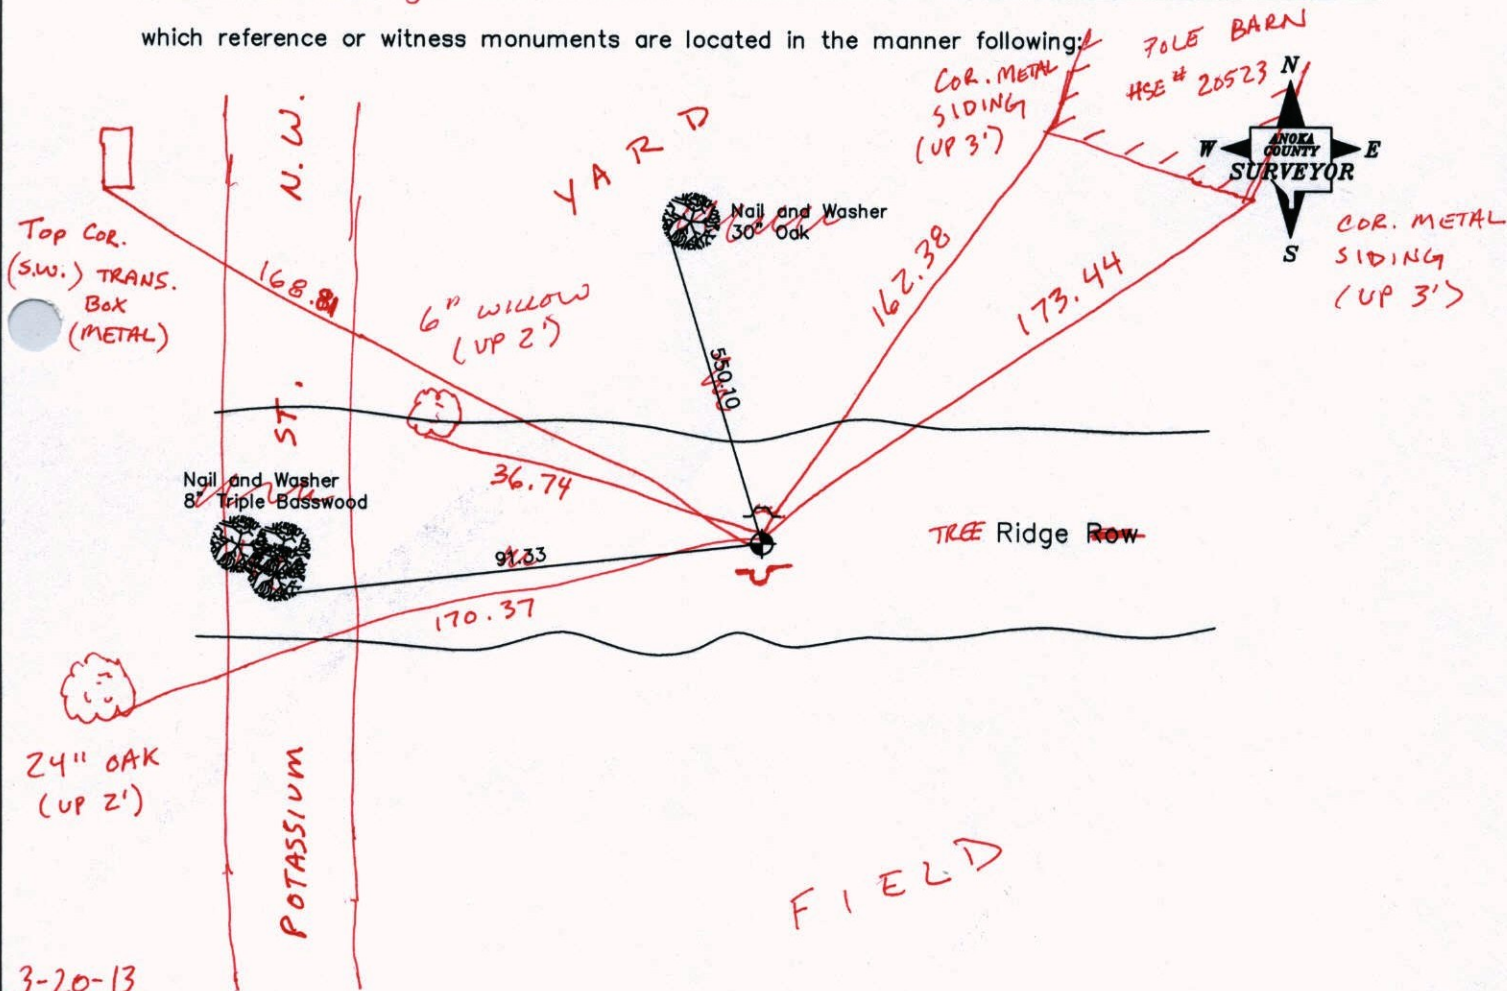 which reference or witness monuments are located in the manner following:
POLE BARN
HSE # 20523
COR. METAL
SIDING
(UP 3')
N
W
ANOKA
COUNTY
SURVEYOR
E
S
N.W.
YARD
Nail and Washer
30" Oak
COR. METAL
SIDING
(UP 3')
TOP COR.
(S.W.) TRANS.
BOX
(METAL)
168.81
6" WILLOW
(UP 2')
162.38
173.44
550.10
ST.
36.74
Nail and Washer
8" Triple Basswood
91.33
TREE Ridge Row
170.37
24" OAK
(UP 2')
POTASSIUM
FIELD
3-20-13